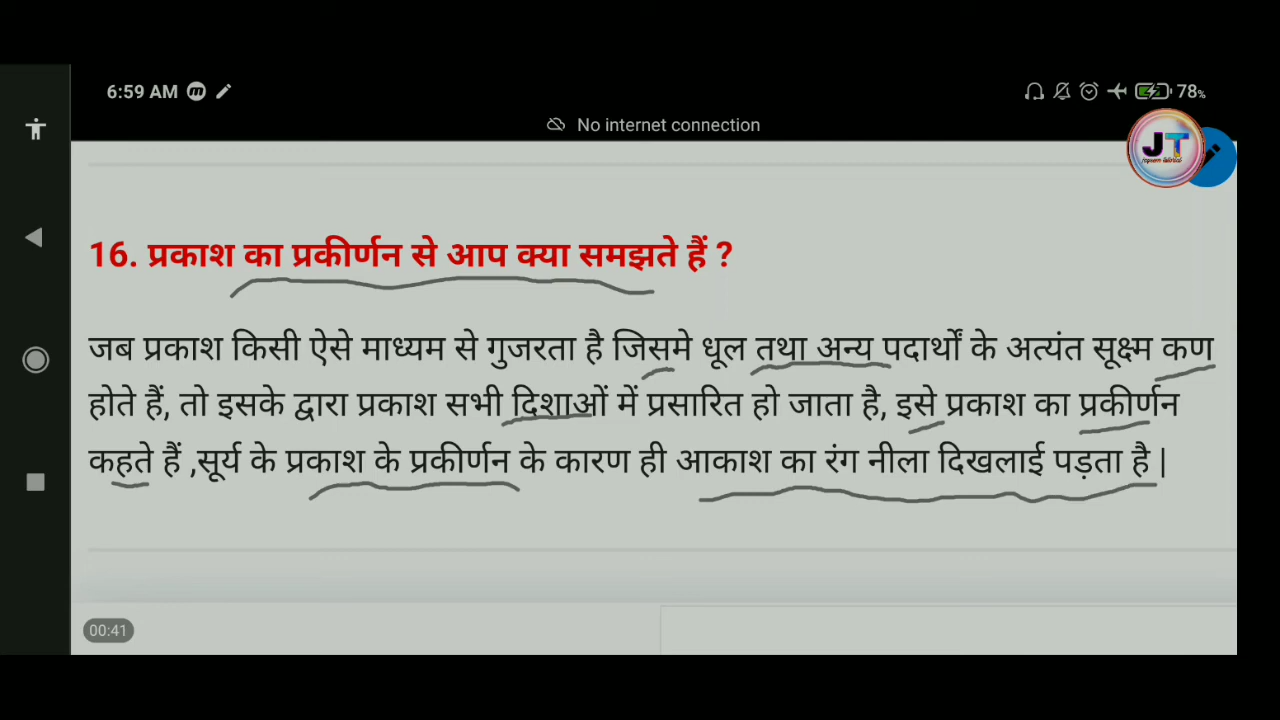 6:59 AM 78%
No internet connection
JT
16. प्रकाश का प्रकीर्णन से आप क्या समझते हैं ?
जब प्रकाश किसी ऐसे माध्यम से गुजरता है जिसमे धूल तथा अन्य पदार्थों के अत्यंत सूक्ष्म कण
होते हैं, तो इसके द्वारा प्रकाश सभी दिशाओं में प्रसारित हो जाता है, इसे प्रकाश का प्रकीर्णन
कहते हैं ,सूर्य के प्रकाश के प्रकीर्णन के कारण ही आकाश का रंग नीला दिखलाई पड़ता है |
00:41